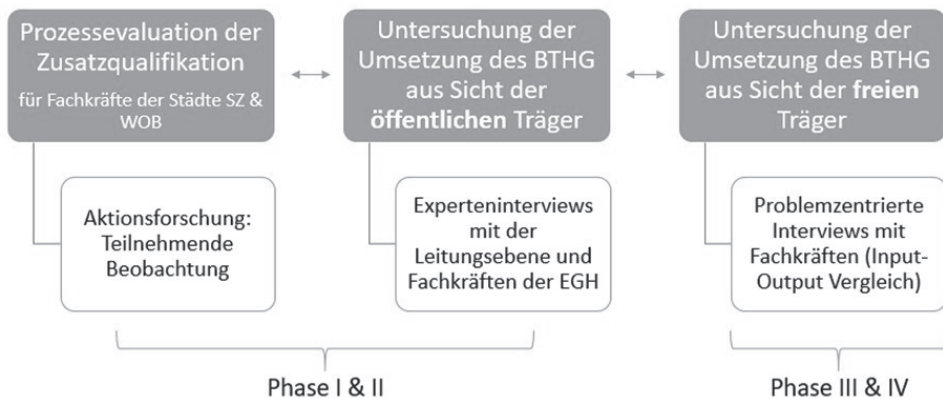 Prozessevaluation der
Zusatzqualifikation
für Fachkräfte der Städte SZ &
WOB
Untersuchung der
Umsetzung des BTHG
aus Sicht der
öffentlichen Träger
Untersuchung der
Umsetzung des BTHG
aus Sicht der freien
Träger
Aktionsforschung:
Teilnehmende
Beobachtung
Experteninterviews
mit der
Leitungsebene und
Fachkräften der EGH
Problemzentrierte
Interviews mit
Fachkräften (Input-
Output Vergleich)
Phase I & II
Phase III & IV